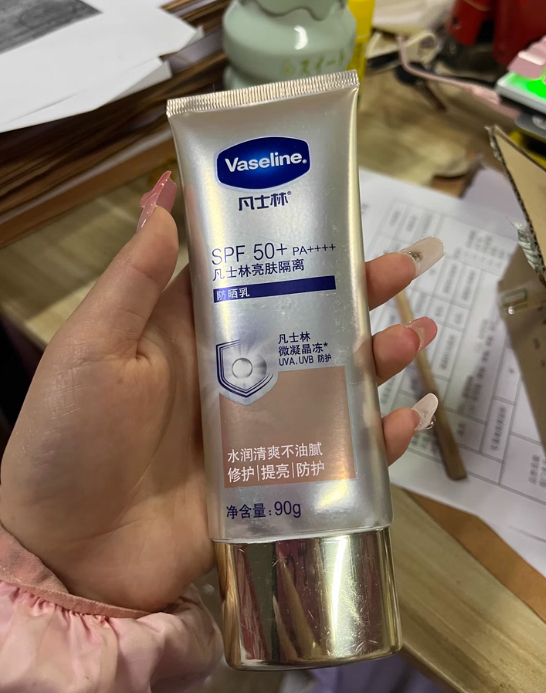 Vaseline®
凡士林®
SPF 50+ PA++++
凡士林亮肤隔离
防晒乳
凡士林
微凝晶冻*
UVA.UVB 防护
水润清爽不油腻
修护|提亮|防护
净含量:90g